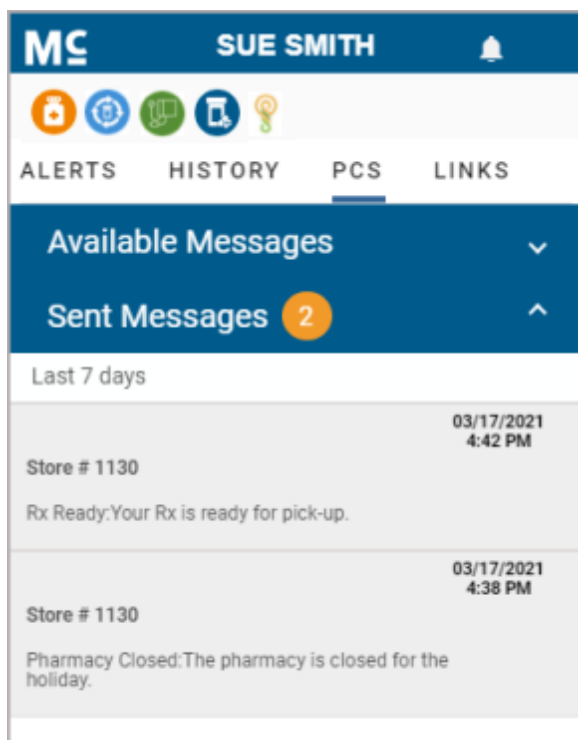 Mc SUE SMITH
ALERTS HISTORY PCS LINKS
Available Messages
Sent Messages 2
Last 7 days
03/17/2021
4:42 PM
Store # 1130
Rx Ready:Your Rx is ready for pick-up.
03/17/2021
4:38 PM
Store # 1130
Pharmacy Closed:The pharmacy is closed for the
holiday.